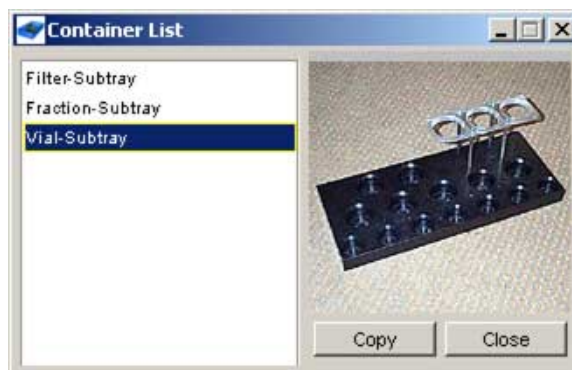 Container List
Filter-Subtray
Fraction-Subtray
Vial-Subtray
Copy
Close